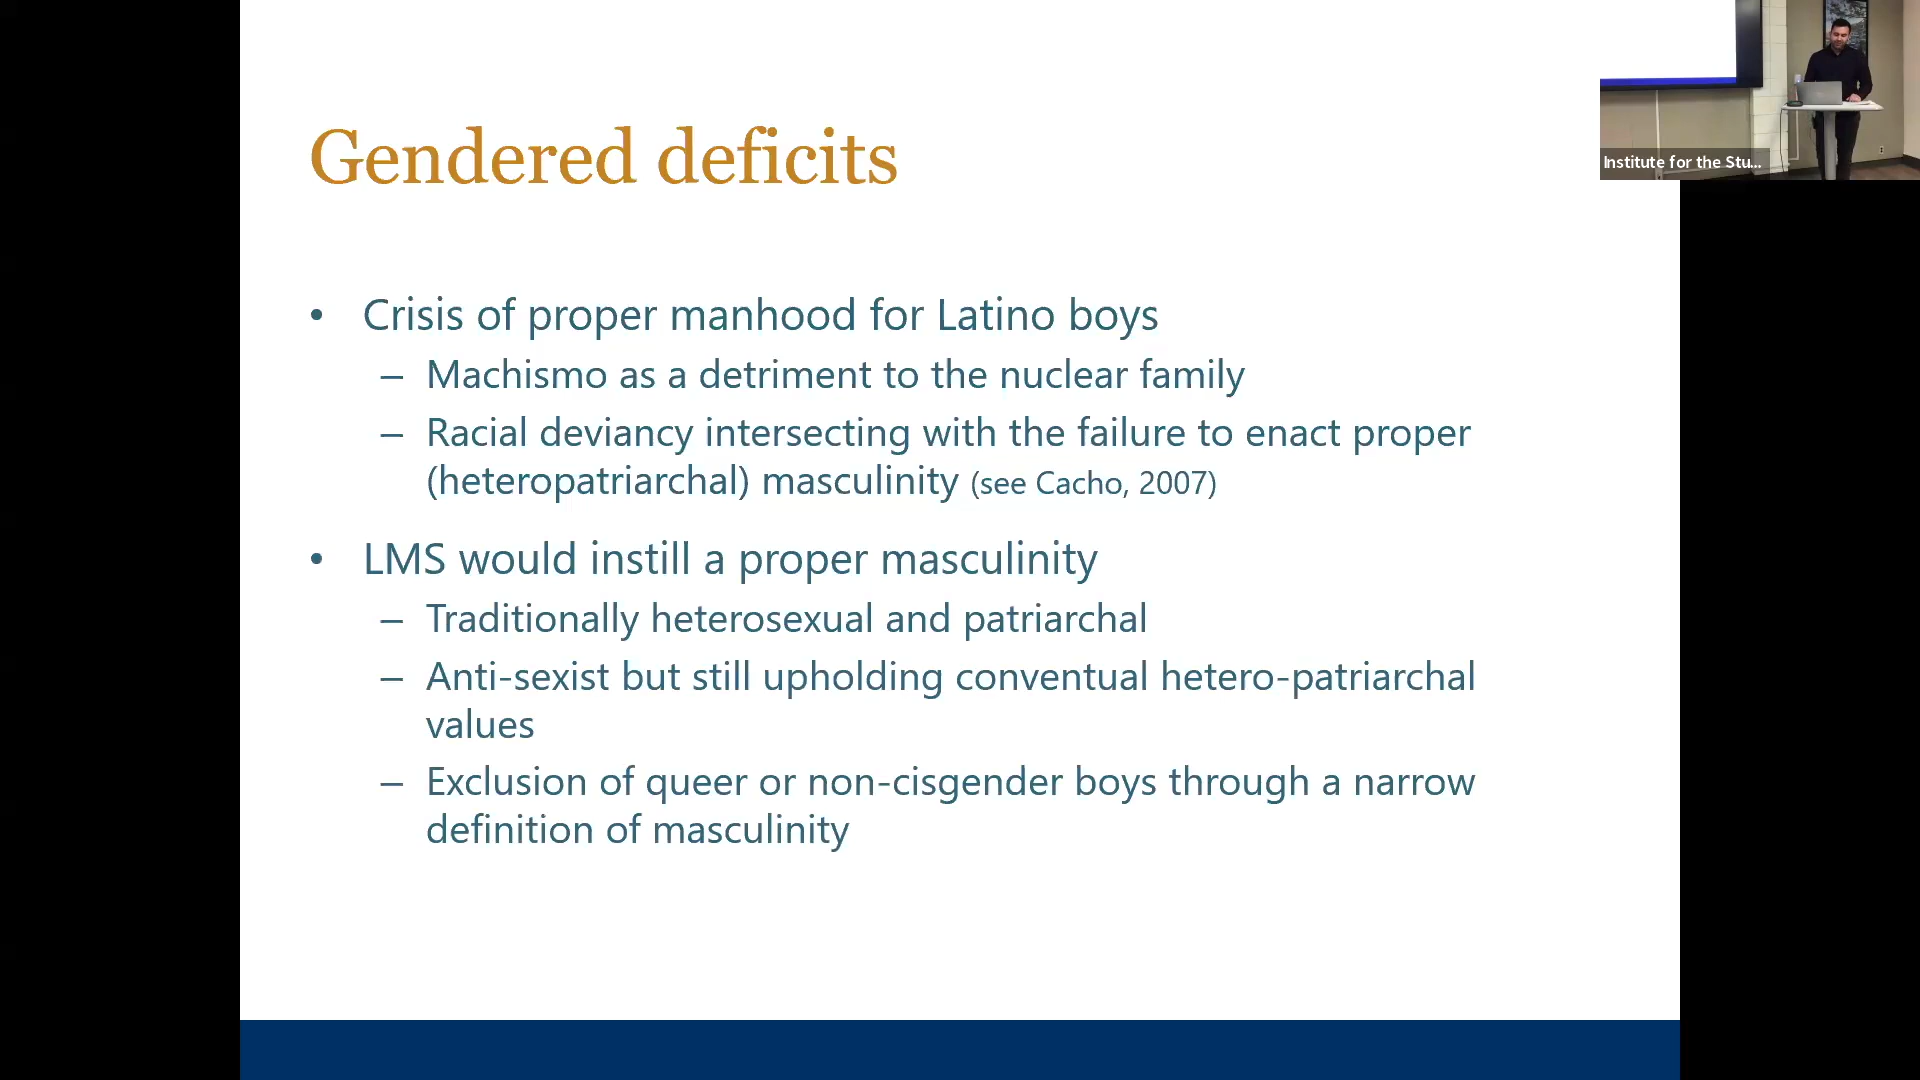 Gendered deficits
• Crisis of proper manhood for Latino boys
– Machismo as a detriment to the nuclear family
– Racial deviancy intersecting with the failure to enact proper
(heteropatriarchal) masculinity (see Cacho, 2007)
• LMS would instill a proper masculinity
– Traditionally heterosexual and patriarchal
– Anti-sexist but still upholding conventual hetero-patriarchal
values
– Exclusion of queer or non-cisgender boys through a narrow
definition of masculinity
Institute for the Stu...